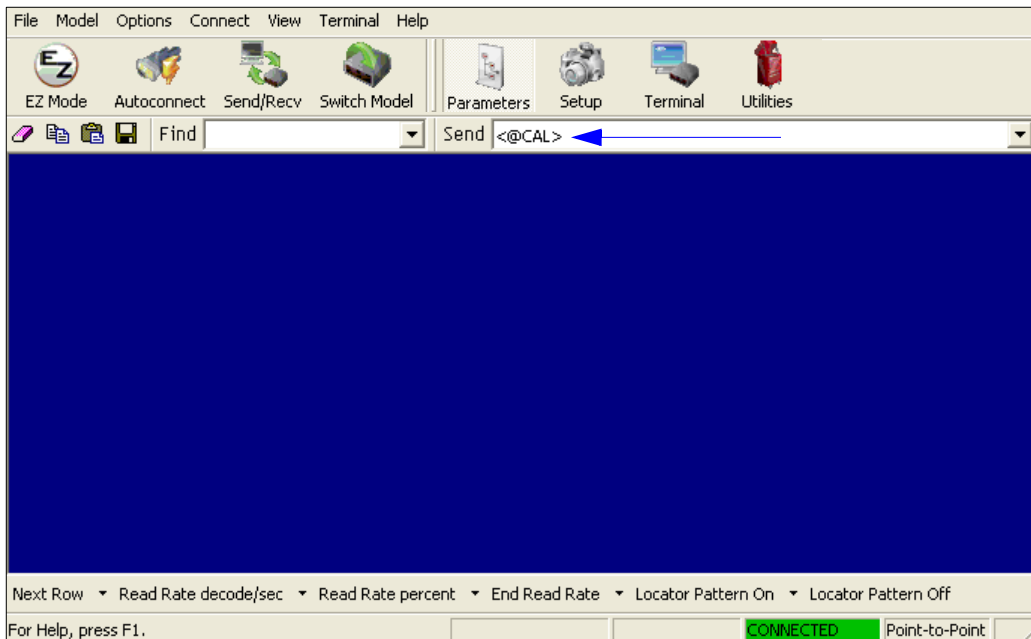 File Model Options Connect View Terminal Help
EZ Mode Autoconnect Send/Recv Switch Model Parameters Setup Terminal Utilities
Find Send <@CAL>
Next Row Read Rate decode/sec Read Rate percent End Read Rate Locator Pattern On Locator Pattern Off
For Help, press F1. CONNECTED Point-to-Point